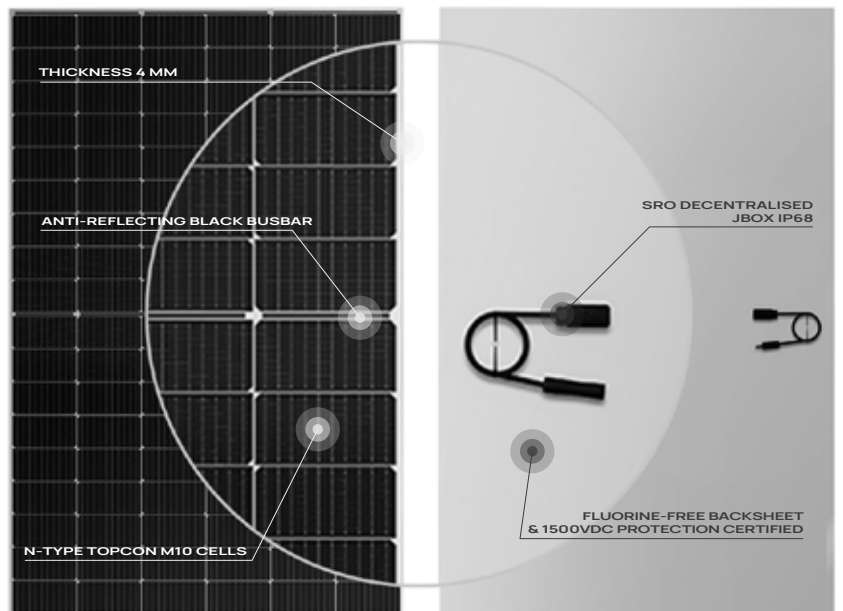 THICKNESS 4 MM
ANTI-REFLECTING BLACK BUSBAR
N-TYPE TOPCON M10 CELLS
SRO DECENTRALISED
JBOX IP68
FLUORINE-FREE BACKSHEET
& 1500VDC PROTECTION CERTIFIED